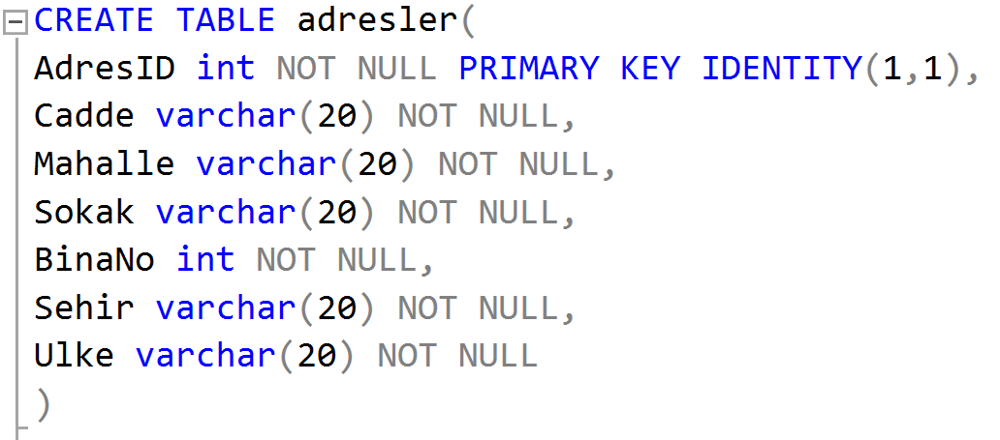 CREATE TABLE adresler(
AdresID int NOT NULL PRIMARY KEY IDENTITY(1,1),
Cadde varchar(20) NOT NULL,
Mahalle varchar(20) NOT NULL,
Sokak varchar(20) NOT NULL,
BinaNo int NOT NULL,
Sehir varchar(20) NOT NULL,
Ulke varchar(20) NOT NULL
)